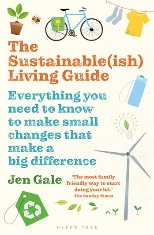 The
Sustainable(ish)
Living Guide
Everything you
need to know
to make small
changes that
make a
big difference
Jen Gale
'The most family
friendly way to start
doing your bit.'
The Sunday Times
GREEN TREE